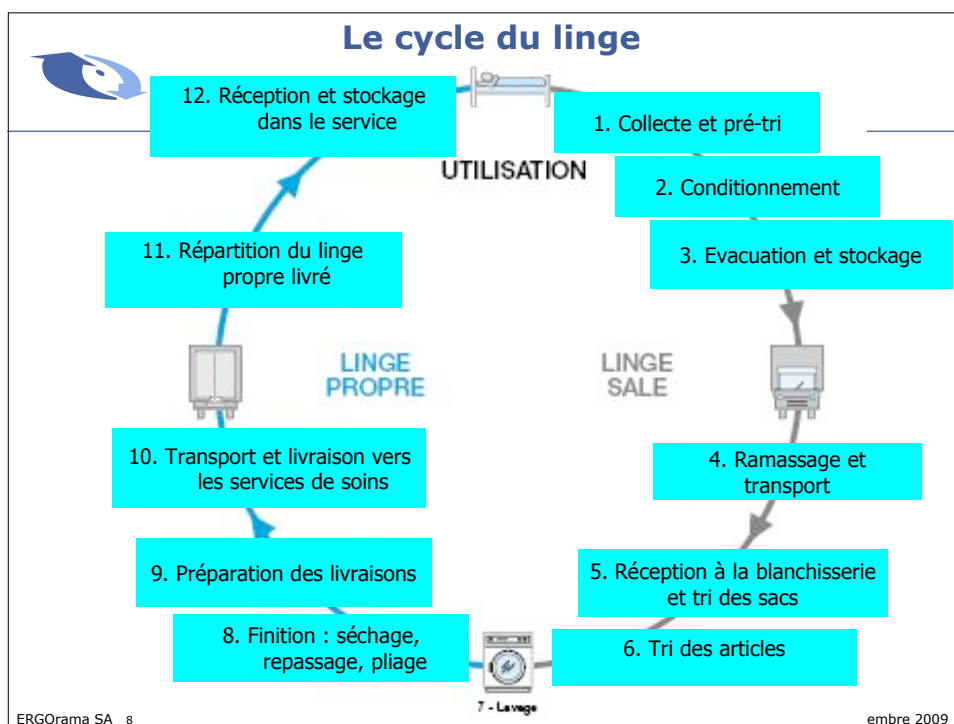 Le cycle du linge
12. Réception et stockage
dans le service
1. Collecte et pré-tri
UTILISATION
2. Conditionnement
3. Evacuation et stockage
11. Répartition du linge
propre livré
LINGE
PROPRE
LINGE
SALE
10. Transport et livraison vers
les services de soins
4. Ramassage et
transport
9. Préparation des livraisons
5. Réception à la blanchisserie
et tri des sacs
8. Finition : séchage,
repassage, pliage
6. Tri des articles
7 - Lavage
ERGOrama SA 8
embre 2009